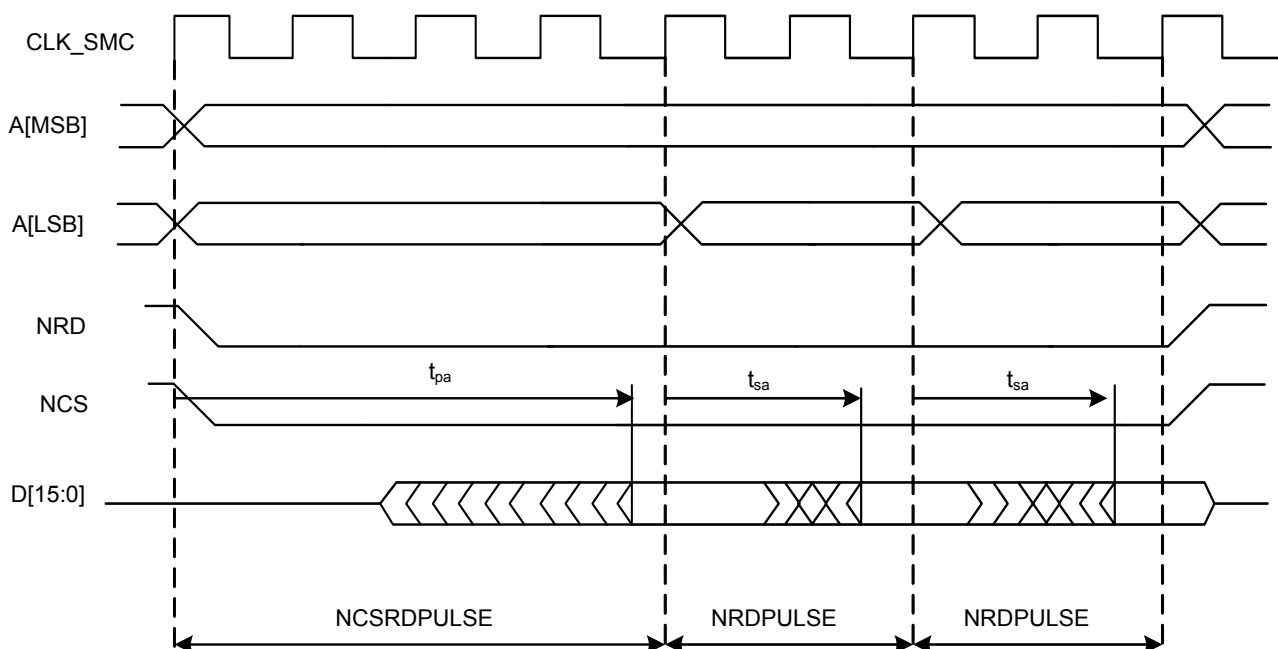 CLK_SMC
A[MSB]
A[LSB]
NRD
tpa
tsa
tsa
NCS
D[15:0]
NCSRDPULSE
NRDPULSE
NRDPULSE